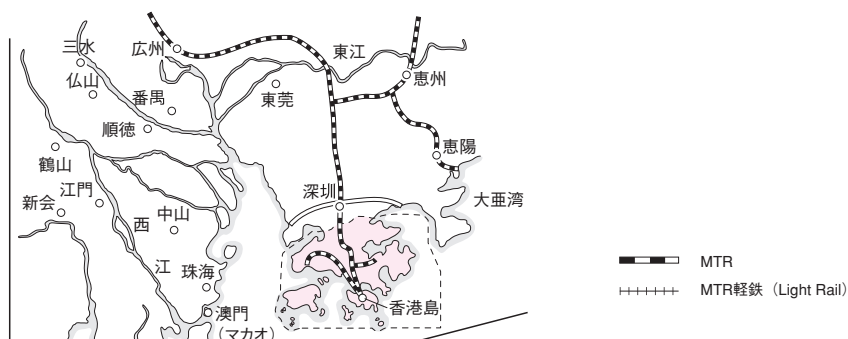 三水
広州
東江
仏山
恵州
番禺
東莞
順徳
鶴山
恵陽
江門
深圳
新会
中山
大亜湾
西
江
珠海
香港島
澳門
(マカオ)
MTR
MTR軽鉄(Light Rail)